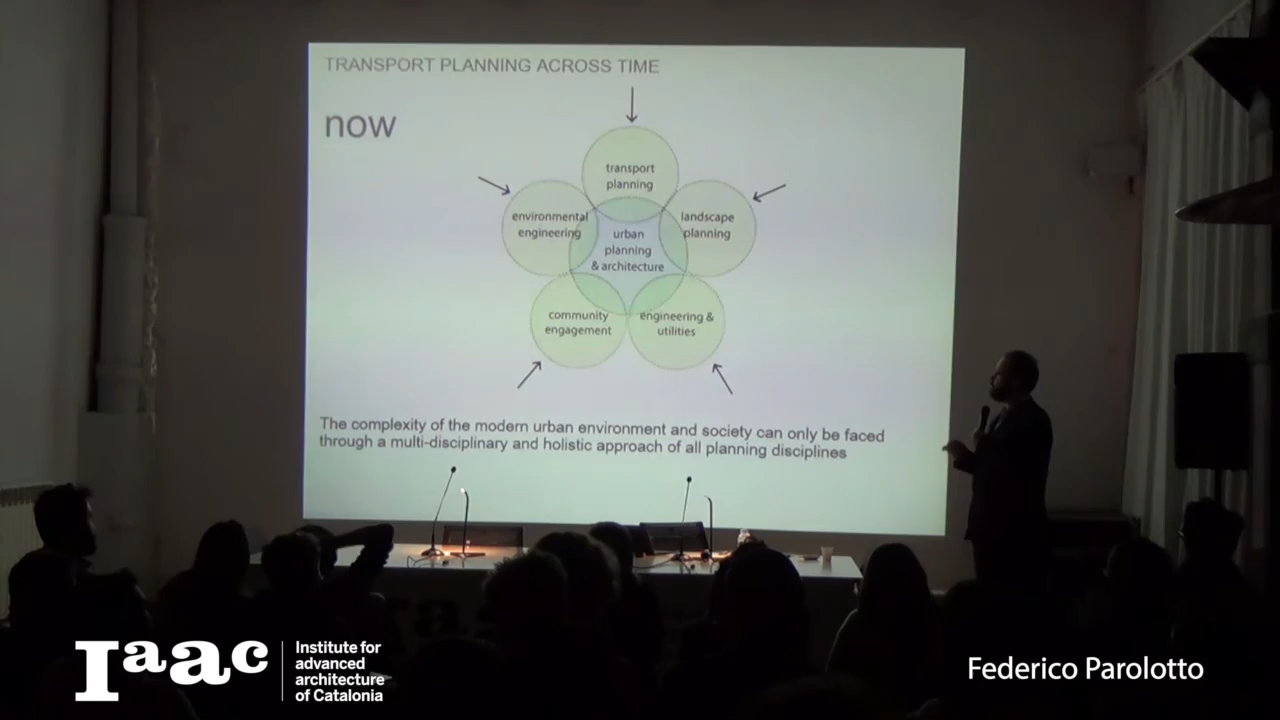 TRANSPORT PLANNING ACROSS TIME
now
transport
planning
environmental
engineering
landscape
planning
urban
planning
& architecture
community
engagement
engineering &
utilities
The complexity of the modern urban environment and society can only be faced
through a multi-disciplinary and holistic approach of all planning disciplines
Iaac
Institute for
advanced
architecture
of Catalonia
Federico Parolotto